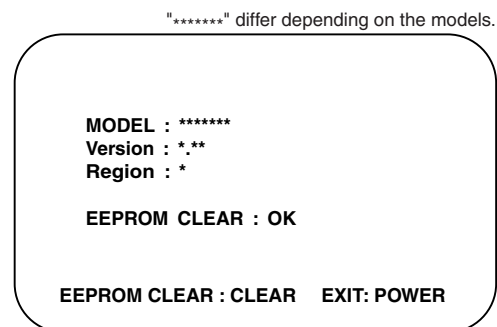 "*******" differ depending on the models.
MODEL : *******
Version : *.**
Region : *
EEPROM CLEAR : OK
EEPROM CLEAR : CLEAR EXIT: POWER